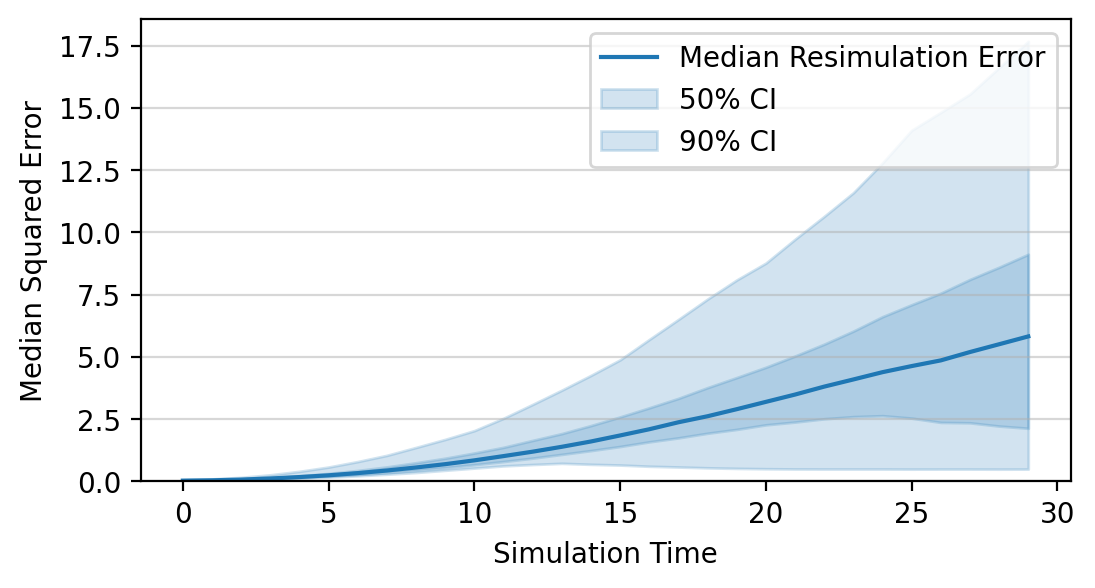 17.5
15.0
12.5
10.0
7.5
5.0
2.5
0.0
Median Squared Error
Median Resimulation Error
50% CI
90% CI
0 5 10 15 20 25 30
Simulation Time